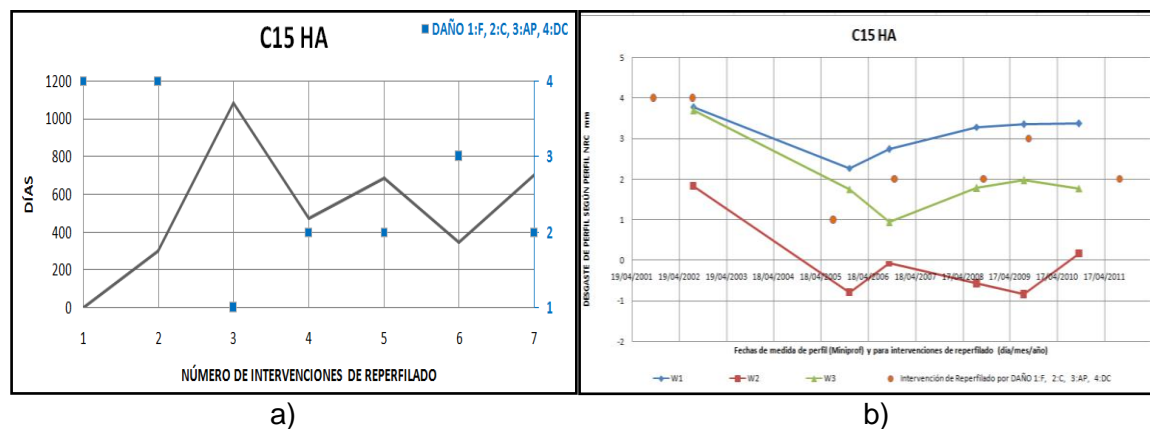 C15 HA
DAÑO 1:F, 2:C, 3:AP, 4:DC
1200
1000
800
600
400
200
0
DÍAS
4
3
2
1
1 2 3 4 5 6 7
NÚMERO DE INTERVENCIONES DE REPERFILADO
a)
C15 HA
DESGASTE DE PERFIL SEGÚN PERFIL NRC mm
5
4
3
2
1
0
-1
-2
19/04/2001 19/04/2002 19/04/2003 18/04/2004 18/04/2005 18/04/2006 18/04/2007 17/04/2008 17/04/2009 17/04/2010 17/04/2011
Fechas de medida de perfil (Miniprof) y para intervenciones de reperfilado (día/mes/año)
W1 W2 W3 Intervención de Reperfilado por DAÑO 1:F, 2:C, 3:AP, 4:DC
b)